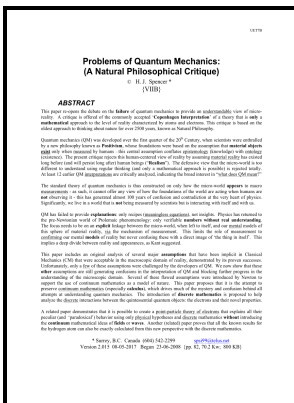 Problems of Quantum Mechanics:
(A Natural Philosophical Critique)
© H. J. Spencer *
{VIIB}
ABSTRACT
This paper re-opens the debate on the failure of quantum mechanics to provide an understandable view of micro-
reality. A critique is offered of the commonly accepted 'Copenhagen Interpretation' of a theory that is only a
mathematical approach to the level of reality characterized by atoms and electrons. This critique is based on the
oldest approach to thinking about nature for over 2500 years, known as Natural Philosophy.
Quantum Mechanics (QM) was developed over the first quarter of the 20th Century, when scientists were enthralled
by a new philosophy known as Positivism, whose foundations were based on the assumption that material objects
exist only when measured by humans - this central assumption conflates epistemology (knowledge) with ontology
(existence). The present critique rejects this human-centered view of reality by assuming material reality has existed
long before (and will persist long after) human beings ("Realism"). The defensive view that the micro-world is too
different to understand using regular thinking (and only a mathematical approach is possible) is rejected totally.
At least 12 earlier QM interpretations are critically analyzed, indicating the broad interest in "what does QM mean?"
The standard theory of quantum mechanics is thus constructed on only how the micro-world appears to macro
measurements - as such, it cannot offer any view of how the foundations of the world are acting when humans are
not observing it - this has generated almost 100 years of confusion and contradiction at the very heart of physics.
Significantly, we live in a world that is not being measured by scientists but is interacting with itself and with us.
QM has failed to provide explanations: only recipes (meaningless equations), not insights. Physics has returned to
the pre-Newtonian world of Ptolemaic phenomenology: only verifiable numbers without real understanding.
The focus needs to be on an explicit linkage between the micro-world, when left to itself, and our mental models of
this sphere of material reality, via the mechanism of measurement. This limits the role of measurement to
confirming our mental models of reality but never confusing these with a direct image of 'the thing in itself'. This
implies a deep divide between reality and appearances, as Kant suggested.
This paper includes an original analysis of several major assumptions that have been implicit in Classical
Mechanics (CM) that were acceptable in the macroscopic domain of reality, demonstrated by its proven successes.
Unfortunately, only a few of these assumptions were challenged by the developers of QM. We now show that these
other assumptions are still generating confusions in the interpretation of QM and blocking further progress in the
understanding of the microscopic domain. Several of these flawed assumptions were introduced by Newton to
support the use of continuum mathematics as a model of nature. This paper proposes that it is the attempt to
preserve continuum mathematics (especially calculus), which drives much of the mystery and confusion behind all
attempts at understanding quantum mechanics. The introduction of discrete mathematics is proposed to help
analyze the discrete interactions between the quintessential quantum objects: the electrons and their novel properties.
A related paper demonstrates that it is possible to create a point-particle theory of electrons that explains all their
peculiar (and 'paradoxical') behavior using only physical hypotheses and discrete mathematics without introducing
the continuum mathematical ideas of fields or waves. Another (related) paper proves that all the known results for
the hydrogen atom can also be exactly calculated from this new perspective with the discrete mathematics.
* Surrey, B.C. Canada (604) 542-2299 spsi99@telus.net
Version 2.015 08-05-2017 Begun 23-06-2008 {pp. 62, 70.2 Kw; 800 KB}